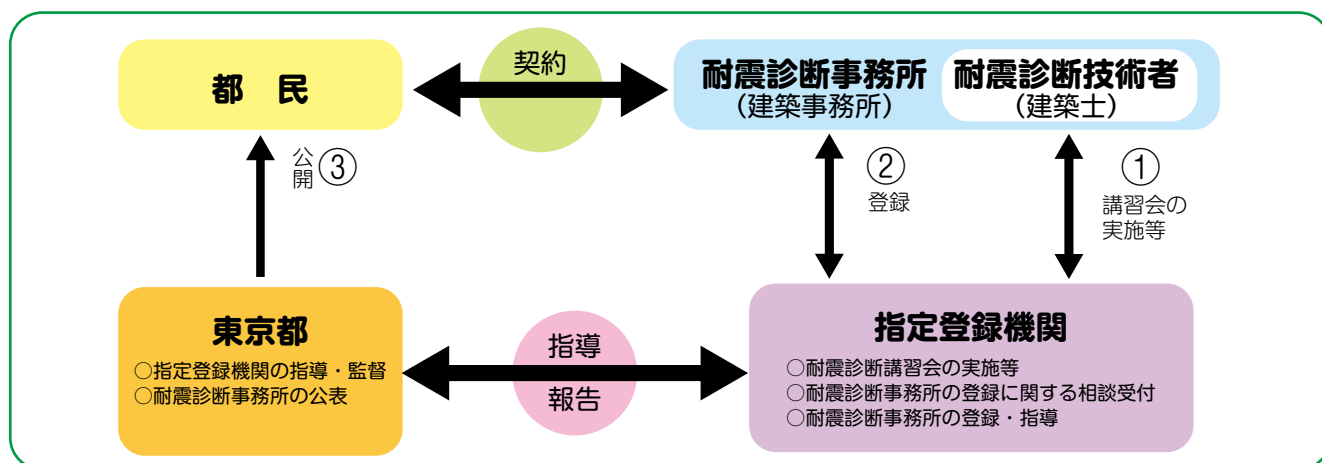 都　民
契約
耐震診断事務所
(建築事務所)
耐震診断技術者
(建築士)
公開
③
②
登録
①
講習会の
実施等
東京都
○指定登録機関の指導・監督
○耐震診断事務所の公表
指導
報告
指定登録機関
○耐震診断講習会の実施等
○耐震診断事務所の登録に関する相談受付
○耐震診断事務所の登録・指導